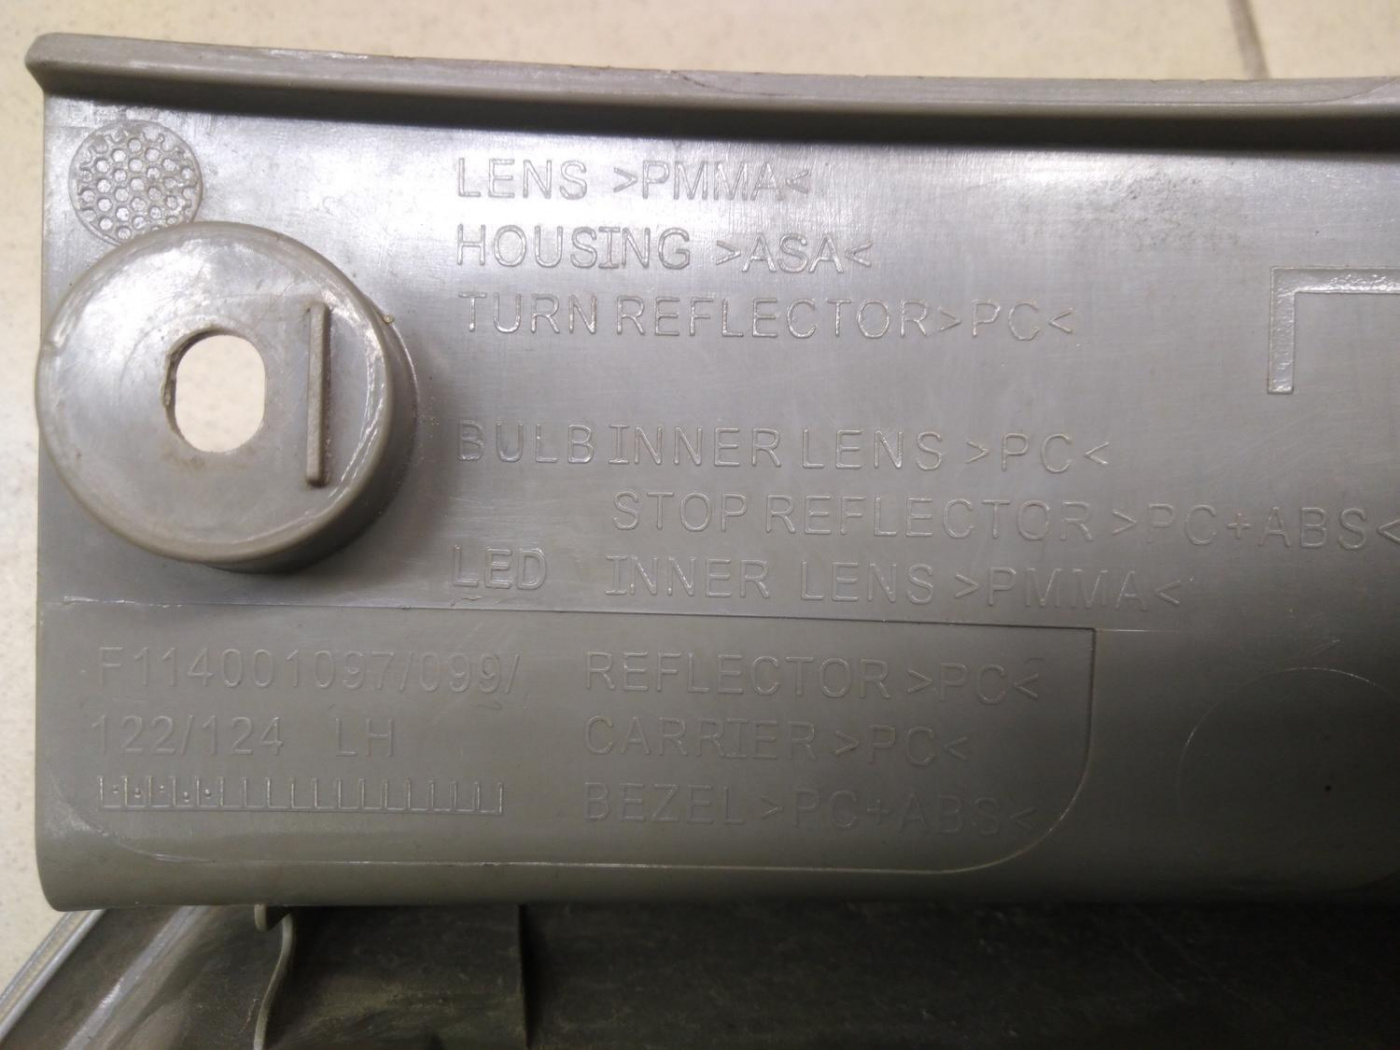 LENS >PMMA<
HOUSING >ASA<
TURN REFLECTOR>PC<
BULB INNER LENS >PC<
STOP REFLECTOR >PC+ABS<
LED INNER LENS >PMMA<
F114001097/099/
122/124 LH
REFLECTOR >PC<
CARRIER >PC<
BEZEL >PC+ABS<